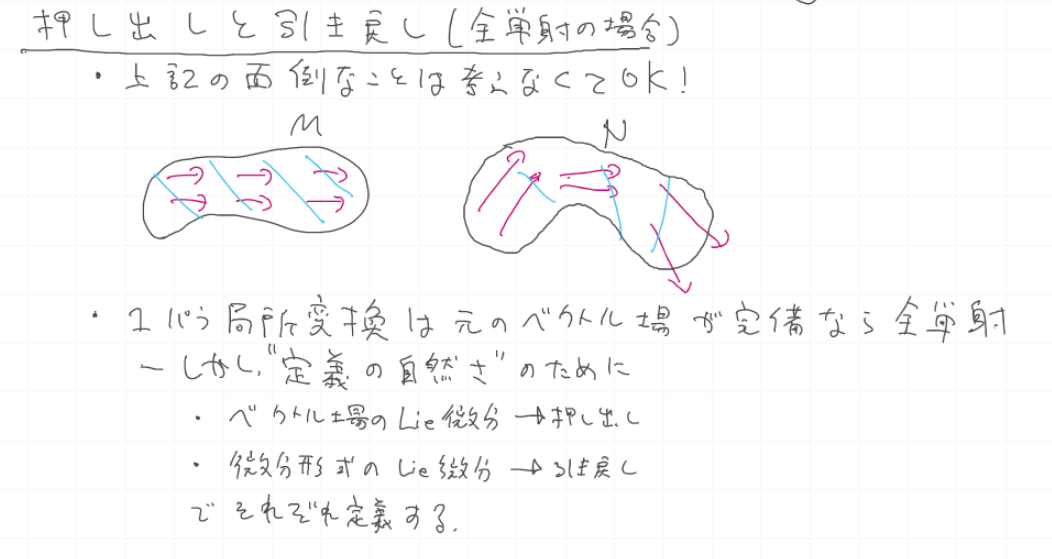 押し出しと引き戻し(全単射の場合)
・上記の面倒なことは考えなくてOK!
M
N
・1パラ局所変換は元のベクトル場が完備なら全単射
－しかし、"定義の自然さ"のために
・ベクトル場のLie微分→押し出し
・微分形式のLie微分→引き戻し
でそれぞれ定義する.